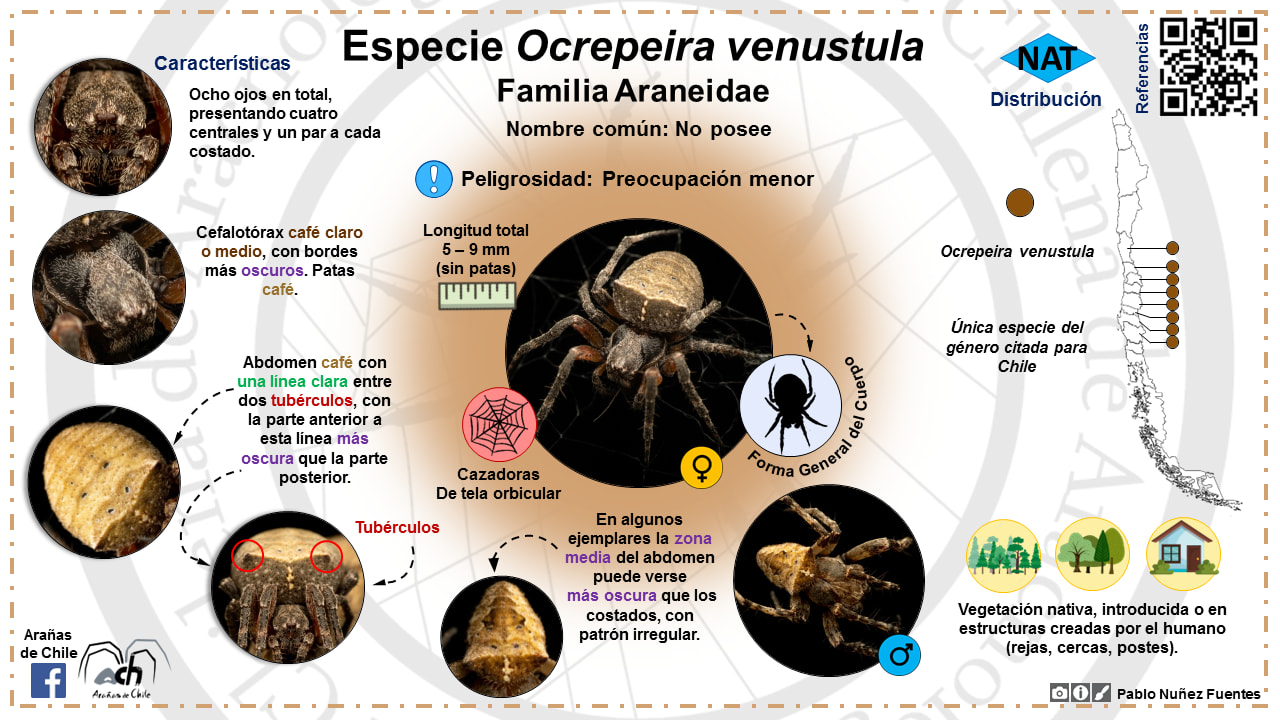 Especie Ocrepeira venustula
Familia Araneidae
Nombre común: No posee
Peligrosidad: Preocupación menor
Características
Ocho ojos en total,
presentando cuatro
centrales y un par a cada
costado.
Cefalotórax café claro
o medio, con bordes
más oscuros. Patas
café.
Abdomen café con
una línea clara entre
dos tubérculos, con
la parte anterior a
esta línea más
oscura que la parte
posterior.
Tubérculos
Longitud total
5 – 9 mm
(sin patas)
Cazadoras
De tela orbicular
Forma General del Cuerpo
En algunos
ejemplares la zona
media del abdomen
puede verse
más oscura que los
costados, con
patrón irregular.
NAT
Distribución
Referencias
Ocrepeira venustula
Única especie del
género citada para
Chile
Vegetación nativa, introducida o en
estructuras creadas por el humano
(rejas, cercas, postes).
Arañas
de Chile
f
ach
Arañas de Chile
Pablo Nuñez Fuentes